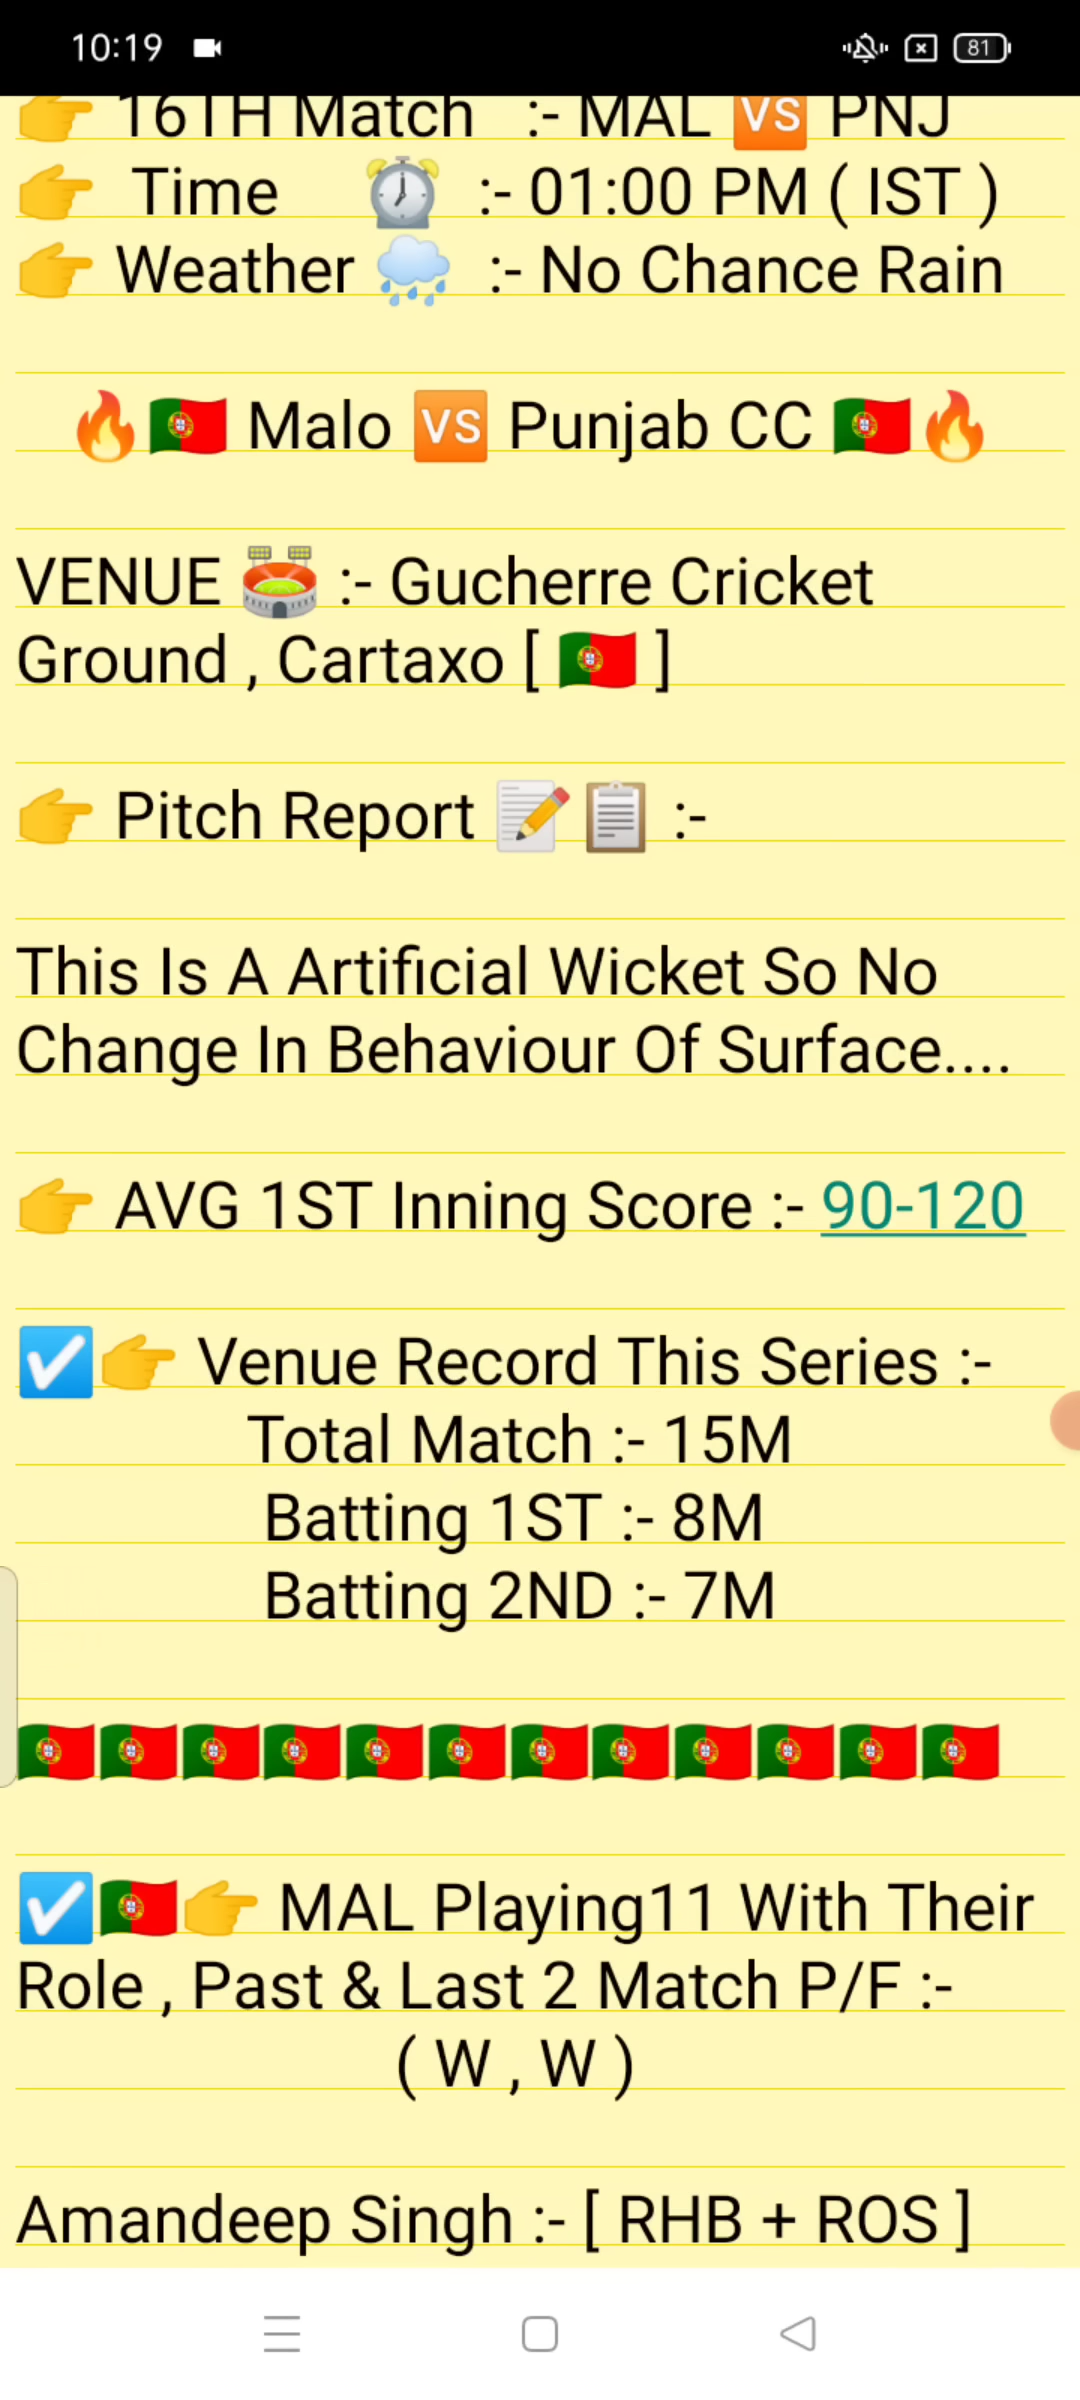 10:19 81
👉 16TH Match :- MAL 🆚 PNJ
👉 Time ⏰ :- 01:00 PM ( IST )
👉 Weather 🌧️ :- No Chance Rain
🔥🇵🇹 Malo 🆚 Punjab CC 🇵🇹🔥
VENUE 🏟️ :- Gucherre Cricket
Ground , Cartaxo [ 🇵🇹 ]
👉 Pitch Report 📝📋 :-
This Is A Artificial Wicket So No
Change In Behaviour Of Surface....
👉 AVG 1ST Inning Score :- 90-120
☑️👉 Venue Record This Series :-
Total Match :- 15M
Batting 1ST :- 8M
Batting 2ND :- 7M
🇵🇹🇵🇹🇵🇹🇵🇹🇵🇹🇵🇹🇵🇹🇵🇹🇵🇹🇵🇹🇵🇹🇵🇹
☑️🇵🇹👉 MAL Playing11 With Their
Role , Past & Last 2 Match P/F :-
( W , W )
Amandeep Singh :- [ RHB + ROS ]